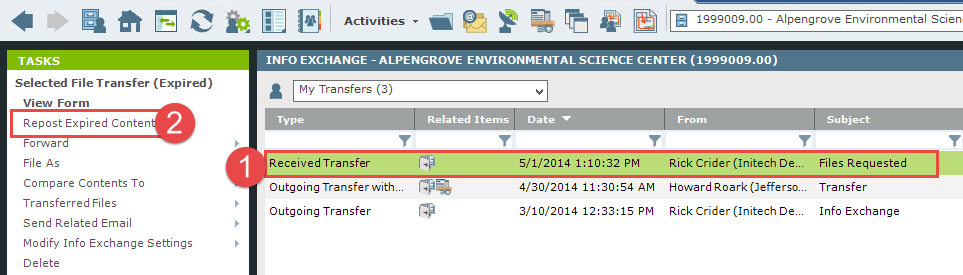 Activities
1999009.00 - Alpengrove Environmental Scien
TASKS
Selected File Transfer (Expired)
View Form
Repost Expired Content
2
Forward
File As
Compare Contents To
Transferred Files
Send Related Email
Modify Info Exchange Settings
Delete
INFO EXCHANGE - ALPENGROVE ENVIRONMENTAL SCIENCE CENTER (1999009.00)
My Transfers (3)
Type Related Items Date From Subject
1
Received Transfer 5/1/2014 1:10:32 PM Rick Crider (Initech De... Files Requested
Outgoing Transfer with... 4/30/2014 11:30:54 AM Howard Roark (Jefferso... Transfer
Outgoing Transfer 3/10/2014 12:33:15 PM Rick Crider (Initech De... Info Exchange